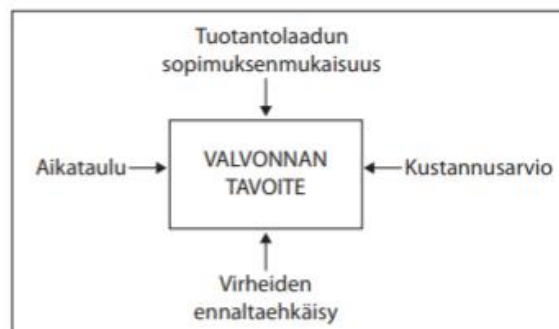 Tuotantolaadun
sopimuksenmukaisuus
Aikataulu
VALVONNAN
TAVOITE
Kustannusarvio
Virheiden
ennaltaehkäisy